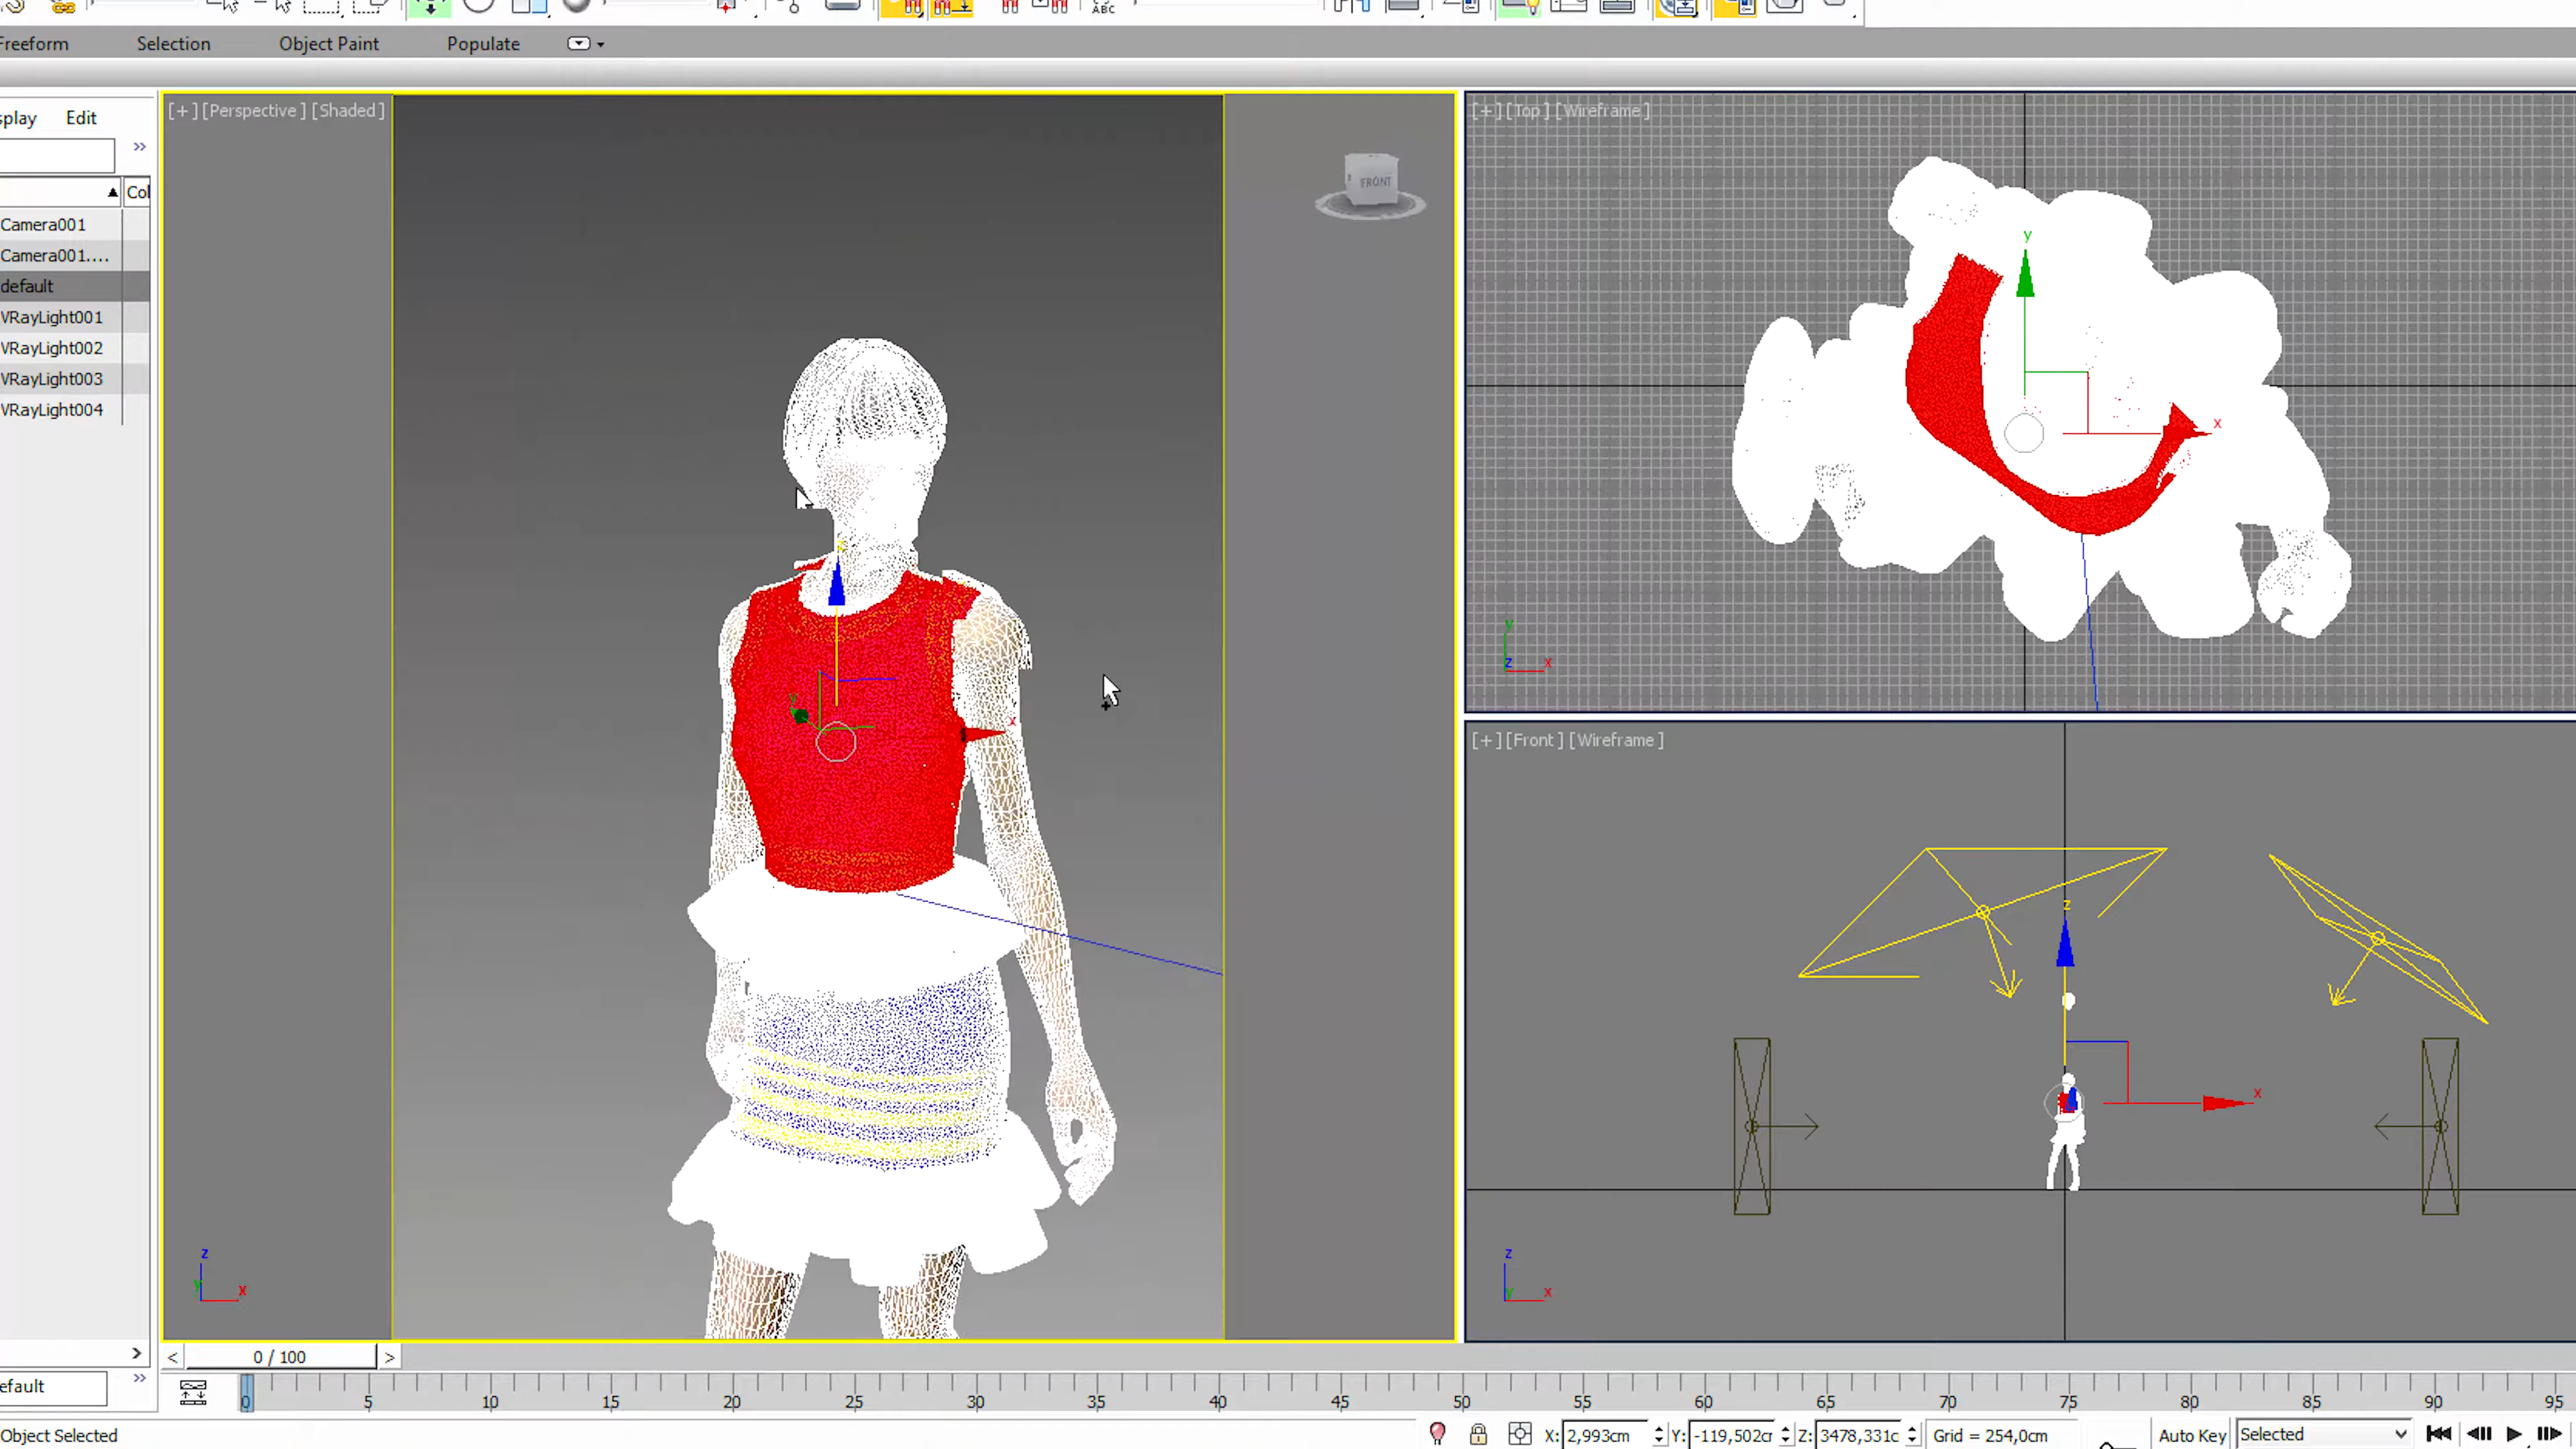 ABC
Freeform Selection Object Paint Populate
splay Edit
Col
Camera001
Camera001....
default
VRayLight001
VRayLight002
VRayLight003
VRayLight004
[+] [Perspective ] [Shaded ]
FRONT
x
z
x
[+] [Top ] [Wireframe ]
y
x
y
z x
[+] [Front ] [Wireframe ]
z
x
z
y x
< 0 / 100 >
efault
0 5 10 15 20 25 30 35 40 45 50 55 60 65 70 75 80 85 90 95
Object Selected X: 2,993cm Y: -119,502cr Z: 3478,331c Grid = 254,0cm Auto Key Selected